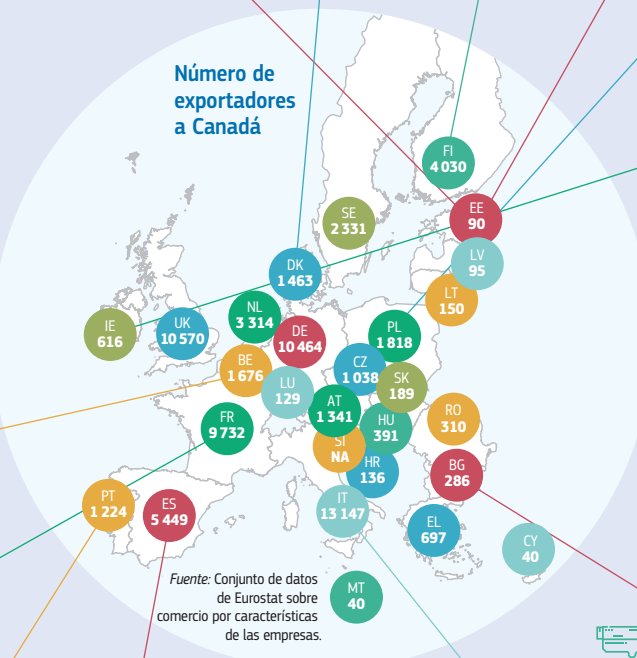 Número de
exportadores
a Canadá
FI
4 030
SE
2 331
EE
90
LV
95
DK
1 463
LT
150
NL
3 314
IE
616
UK
10 570
DE
10 464
PL
1 818
BE
1 676
CZ
1 038
LU
129
SK
189
AT
1 341
RO
310
FR
9 732
HU
391
SI
NA
HR
136
BG
286
PT
1 224
ES
5 449
IT
13 147
EL
697
CY
40
MT
40
Fuente: Conjunto de datos
de Eurostat sobre
comercio por características
de las empresas.